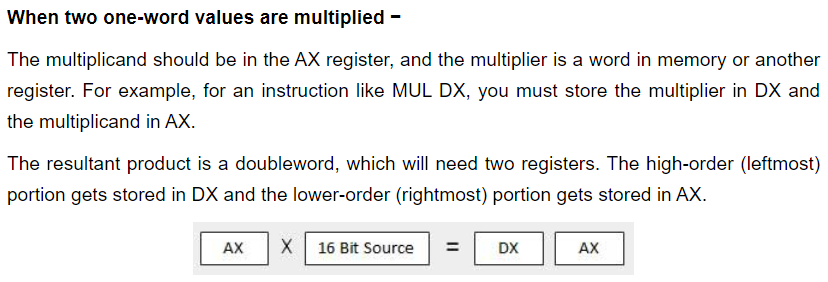 When two one-word values are multiplied −
The multiplicand should be in the AX register, and the multiplier is a word in memory or another
register. For example, for an instruction like MUL DX, you must store the multiplier in DX and
the multiplicand in AX.
The resultant product is a doubleword, which will need two registers. The high-order (leftmost)
portion gets stored in DX and the lower-order (rightmost) portion gets stored in AX.
AX X 16 Bit Source = DX AX